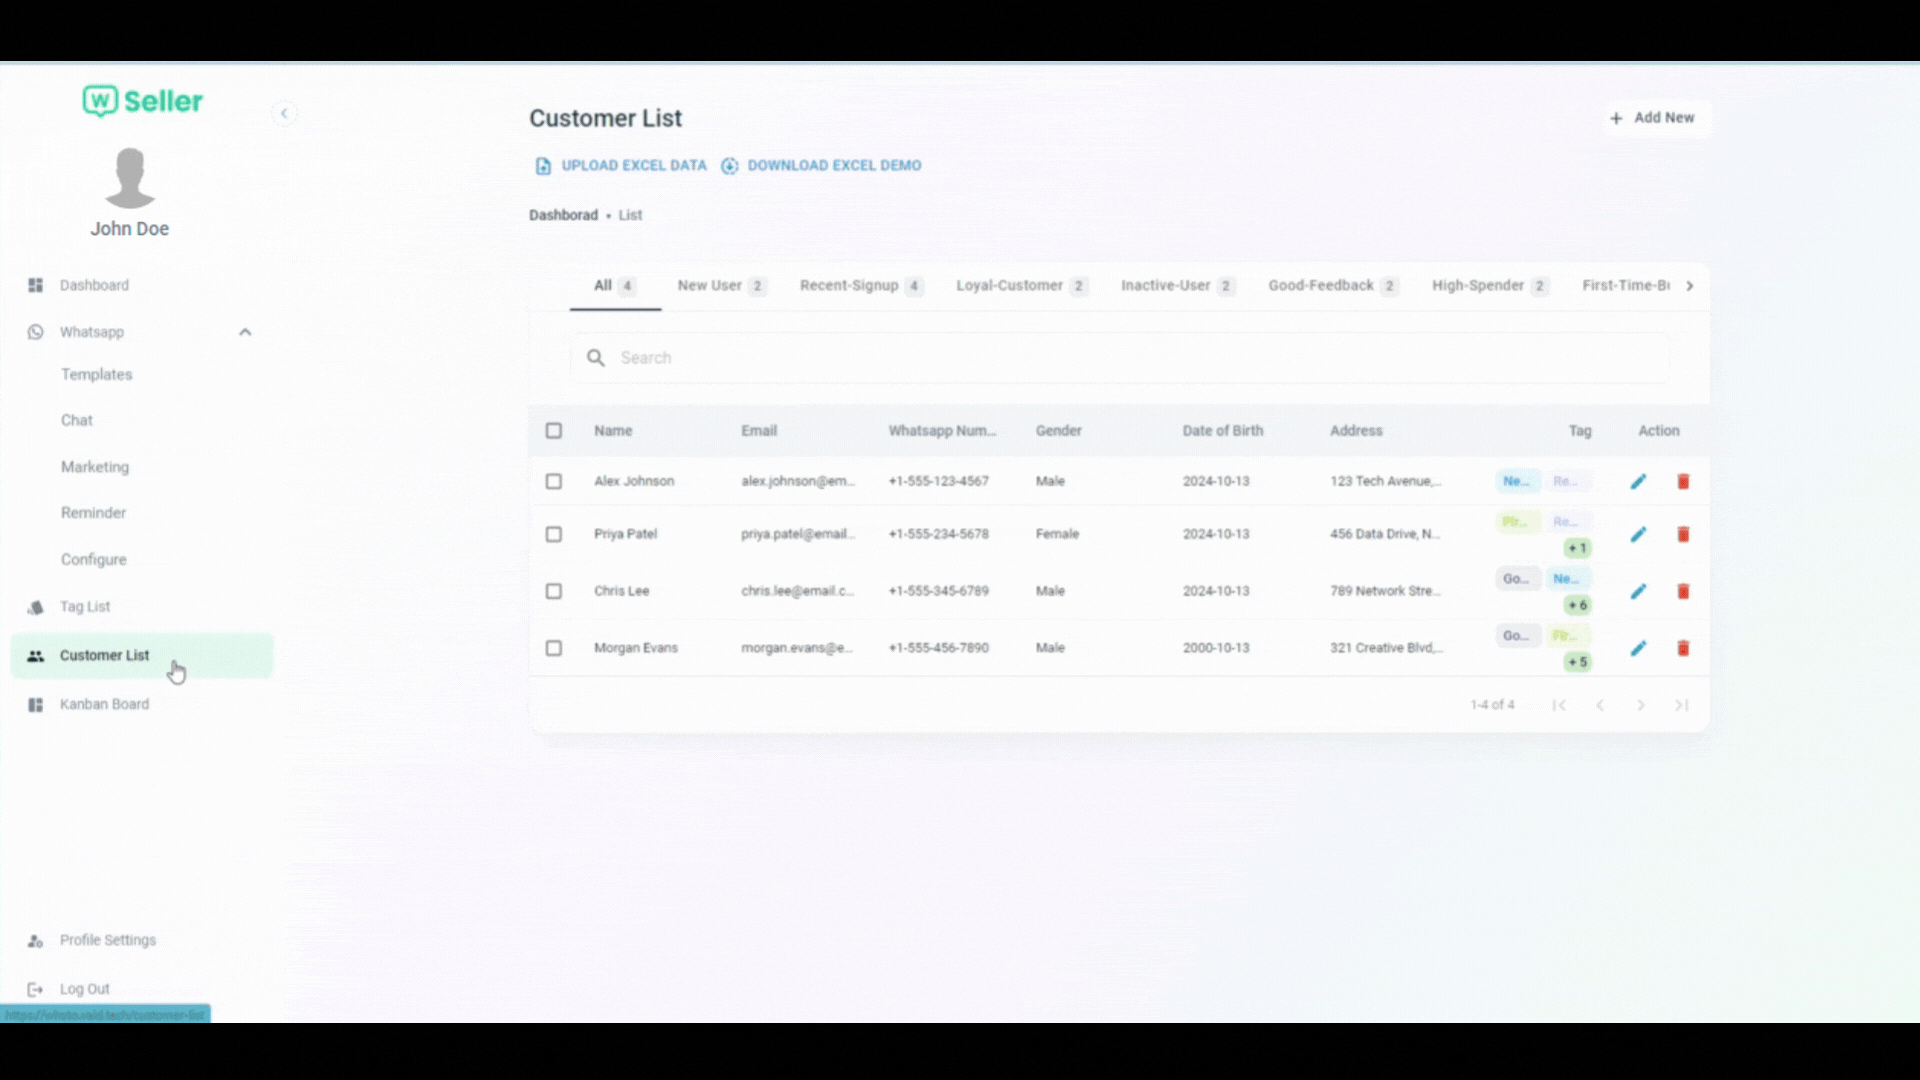 W Seller
John Doe
Dashboard
Whatsapp
Templates
Chat
Marketing
Reminder
Configure
Tag List
Customer List
Kanban Board
Profile Settings
Log Out
Customer List
+ Add New
UPLOAD EXCEL DATA DOWNLOAD EXCEL DEMO
Dashborad • List
All 4 New User 2 Recent-Signup 4 Loyal-Customer 2 Inactive-User 2 Good-Feedback 2 High-Spender 2 First-Time-B
Search
Name Email Whatsapp Num... Gender Date of Birth Address Tag Action
Alex Johnson alex.johnson@em... +1-555-123-4567 Male 2024-10-13 123 Tech Avenue,... Ne... Re...
Priya Patel priya.patel@email... +1-555-234-5678 Female 2024-10-13 456 Data Drive, N... Re...
+ 1
Chris Lee chris.lee@email.c... +1-555-345-6789 Male 2024-10-13 789 Network Stre... Go... Ne...
+ 6
Morgan Evans morgan.evans@e... +1-555-456-7890 Male 2000-10-13 321 Creative Blvd,... Go...
+ 5
1-4 of 4